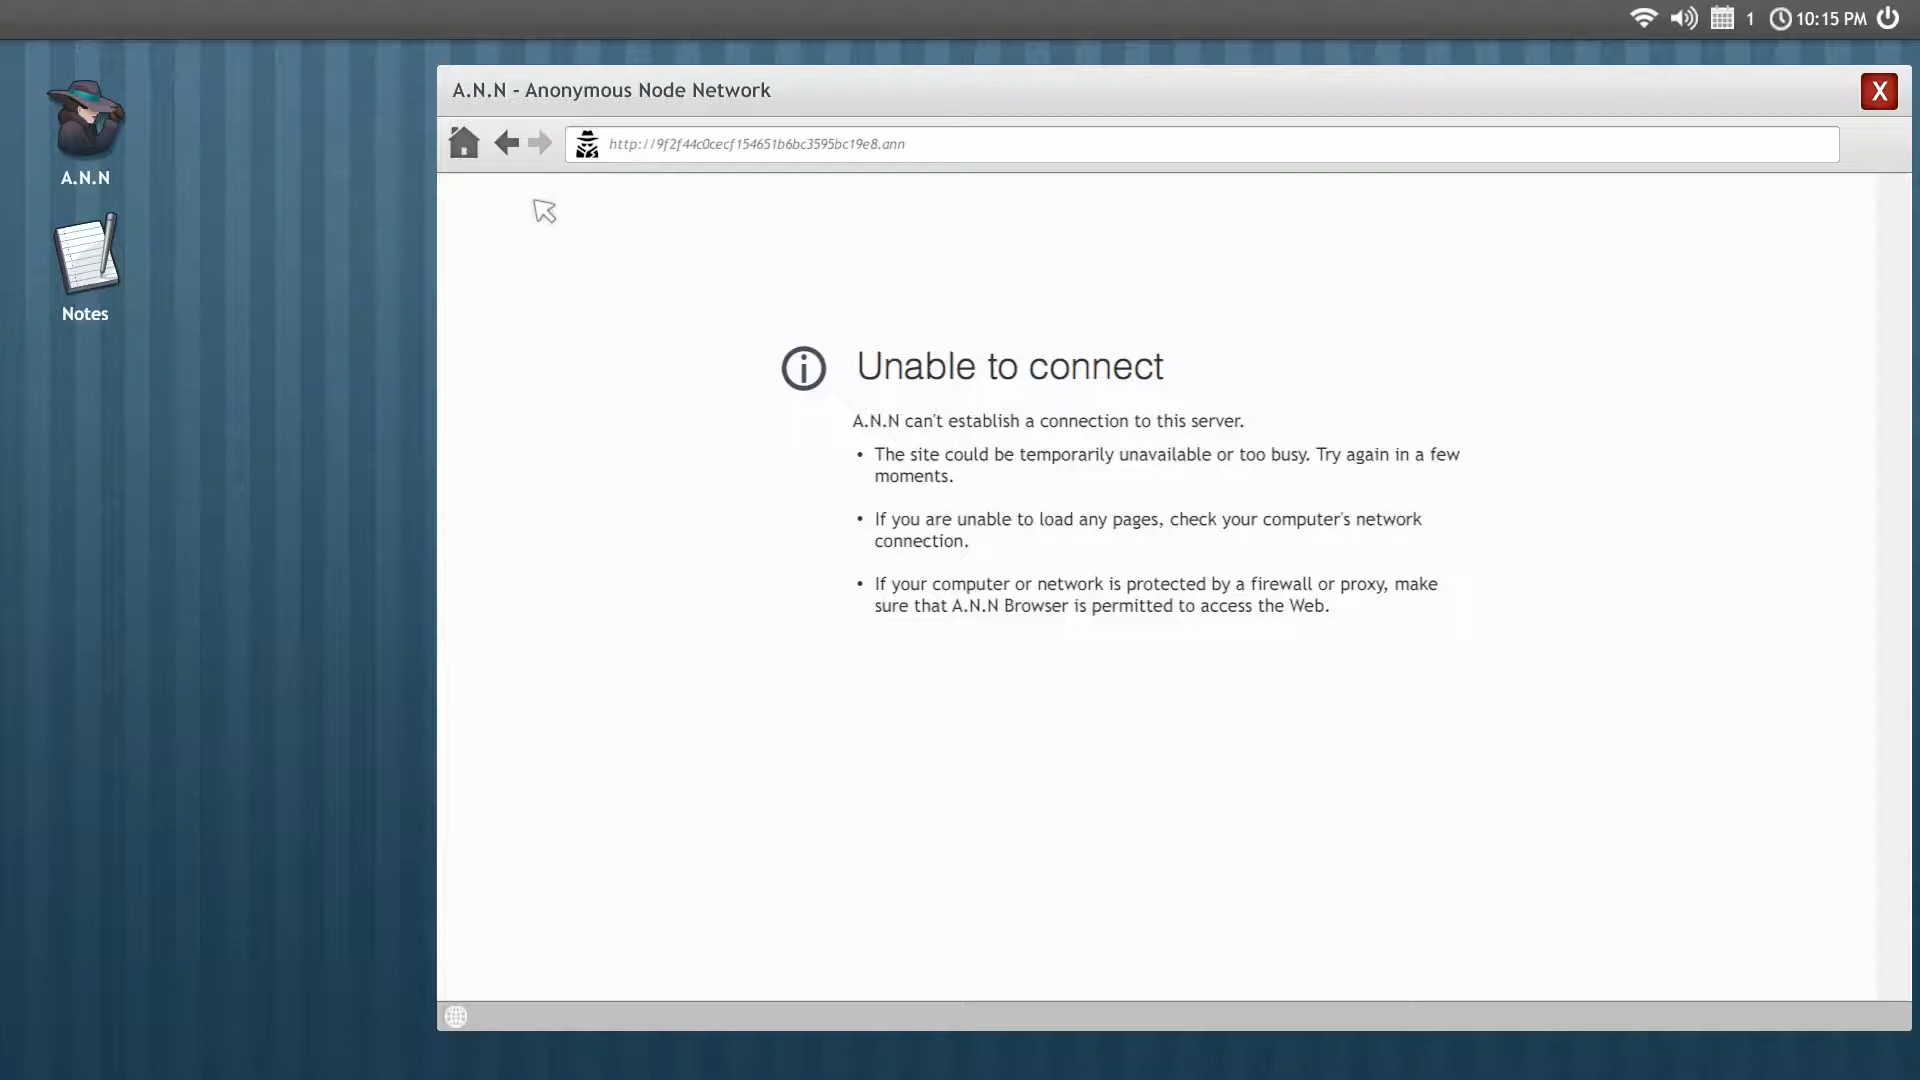 1 10:15 PM
A.N.N - Anonymous Node Network
X
http://9f2f44c0cecf154651b6bc3595bc19e8.ann
A.N.N
Notes
Unable to connect
A.N.N can't establish a connection to this server.
• The site could be temporarily unavailable or too busy. Try again in a few
moments.
• If you are unable to load any pages, check your computer's network
connection.
• If your computer or network is protected by a firewall or proxy, make
sure that A.N.N Browser is permitted to access the Web.